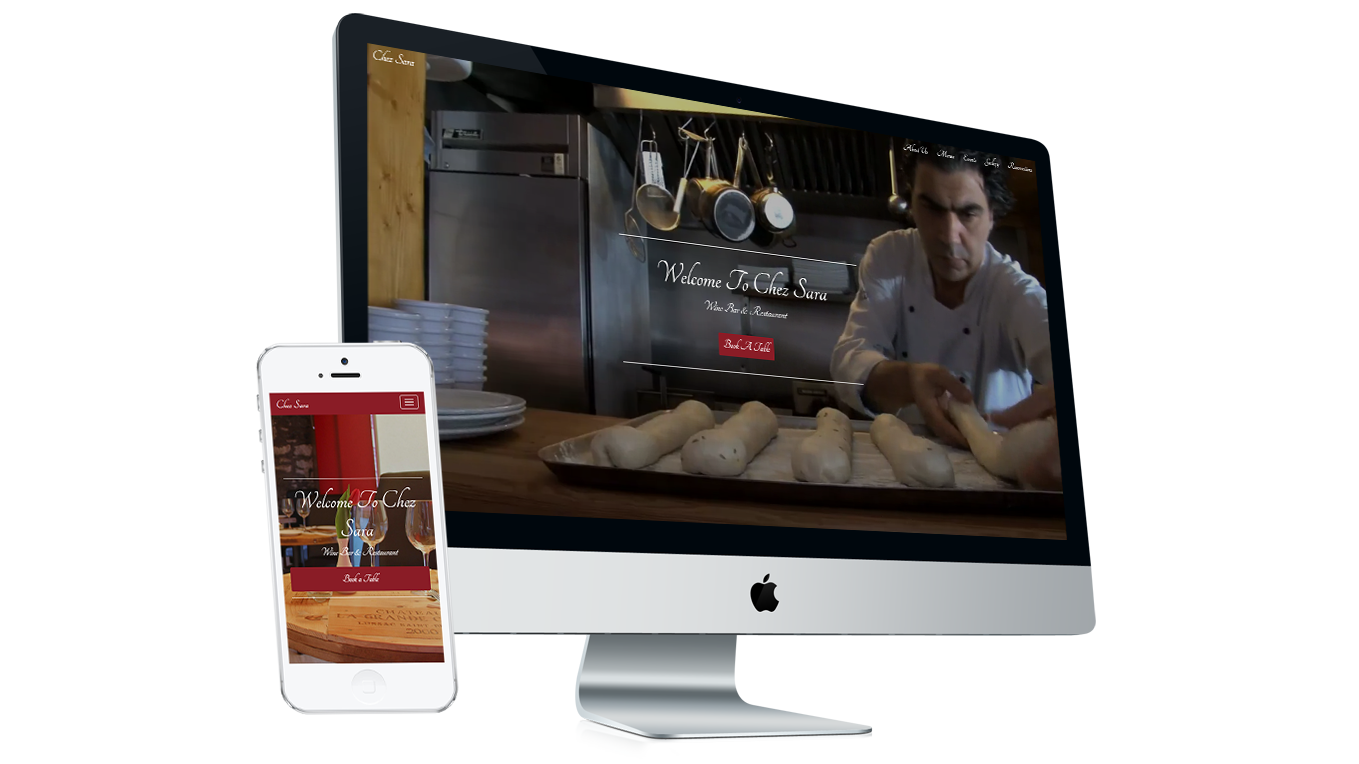 Chez Sara
About Us Menus Events Gallery Reservations
Welcome To Chez Sara
Wine Bar & Restaurant
Book A Table
Chez Sara
Welcome To Chez
Sara
Wine Bar & Restaurant
Book a Table
CHATEAU
LA-GRANDE
2000